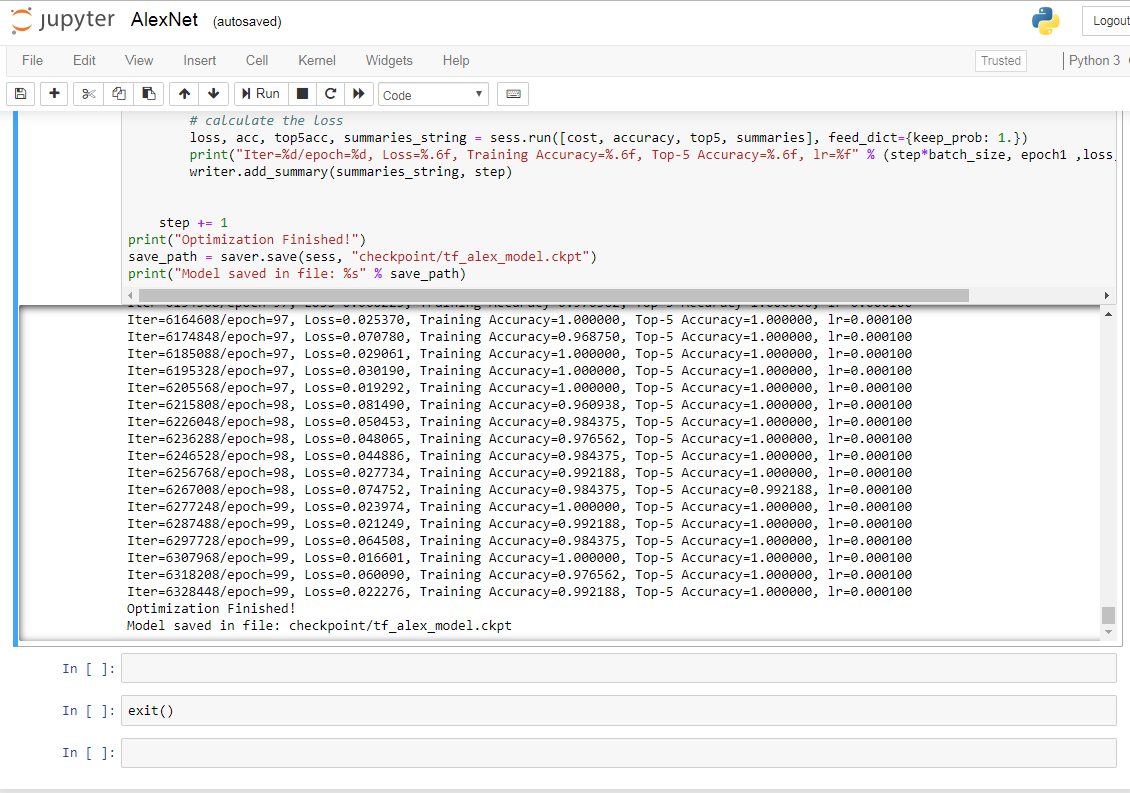 jupyter AlexNet (autosaved) Logout
File Edit View Insert Cell Kernel Widgets Help Trusted Python 3
Run Code
# calculate the loss
loss, acc, top5acc, summaries_string = sess.run([cost, accuracy, top5, summaries], feed_dict={keep_prob: 1.})
print("Iter=%d/epoch=%d, Loss=%.6f, Training Accuracy=%.6f, Top-5 Accuracy=%.6f, lr=%f" % (step*batch_size, epoch1 ,loss,
writer.add_summary(summaries_string, step)
step += 1
print("Optimization Finished!")
save_path = saver.save(sess, "checkpoint/tf_alex_model.ckpt")
print("Model saved in file: %s" % save_path)
Iter=6164608/epoch=97, Loss=0.025370, Training Accuracy=1.000000, Top-5 Accuracy=1.000000, lr=0.000100
Iter=6174848/epoch=97, Loss=0.070780, Training Accuracy=0.968750, Top-5 Accuracy=1.000000, lr=0.000100
Iter=6185088/epoch=97, Loss=0.029061, Training Accuracy=1.000000, Top-5 Accuracy=1.000000, lr=0.000100
Iter=6195328/epoch=97, Loss=0.030190, Training Accuracy=1.000000, Top-5 Accuracy=1.000000, lr=0.000100
Iter=6205568/epoch=97, Loss=0.019292, Training Accuracy=1.000000, Top-5 Accuracy=1.000000, lr=0.000100
Iter=6215808/epoch=98, Loss=0.081490, Training Accuracy=0.960938, Top-5 Accuracy=1.000000, lr=0.000100
Iter=6226048/epoch=98, Loss=0.050453, Training Accuracy=0.984375, Top-5 Accuracy=1.000000, lr=0.000100
Iter=6236288/epoch=98, Loss=0.048065, Training Accuracy=0.976562, Top-5 Accuracy=1.000000, lr=0.000100
Iter=6246528/epoch=98, Loss=0.044886, Training Accuracy=0.984375, Top-5 Accuracy=1.000000, lr=0.000100
Iter=6256768/epoch=98, Loss=0.027734, Training Accuracy=0.992188, Top-5 Accuracy=1.000000, lr=0.000100
Iter=6267008/epoch=98, Loss=0.074752, Training Accuracy=0.984375, Top-5 Accuracy=0.992188, lr=0.000100
Iter=6277248/epoch=99, Loss=0.023974, Training Accuracy=1.000000, Top-5 Accuracy=1.000000, lr=0.000100
Iter=6287488/epoch=99, Loss=0.021249, Training Accuracy=0.992188, Top-5 Accuracy=1.000000, lr=0.000100
Iter=6297728/epoch=99, Loss=0.064508, Training Accuracy=0.984375, Top-5 Accuracy=1.000000, lr=0.000100
Iter=6307968/epoch=99, Loss=0.016601, Training Accuracy=1.000000, Top-5 Accuracy=1.000000, lr=0.000100
Iter=6318208/epoch=99, Loss=0.060090, Training Accuracy=0.976562, Top-5 Accuracy=1.000000, lr=0.000100
Iter=6328448/epoch=99, Loss=0.022276, Training Accuracy=0.992188, Top-5 Accuracy=1.000000, lr=0.000100
Optimization Finished!
Model saved in file: checkpoint/tf_alex_model.ckpt
In [ ]:
In [ ]: exit()
In [ ]: